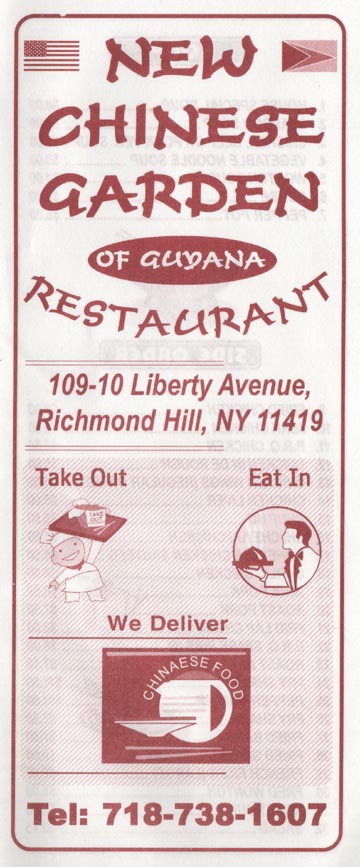 NEW
CHINESE
GARDEN
OF GUYANA
RESTAURANT
109-10 Liberty Avenue,
Richmond Hill, NY 11419
Take Out
Eat In
TAKE
OUT
We Deliver
CHINAESE FOOD
Tel: 718-738-1607